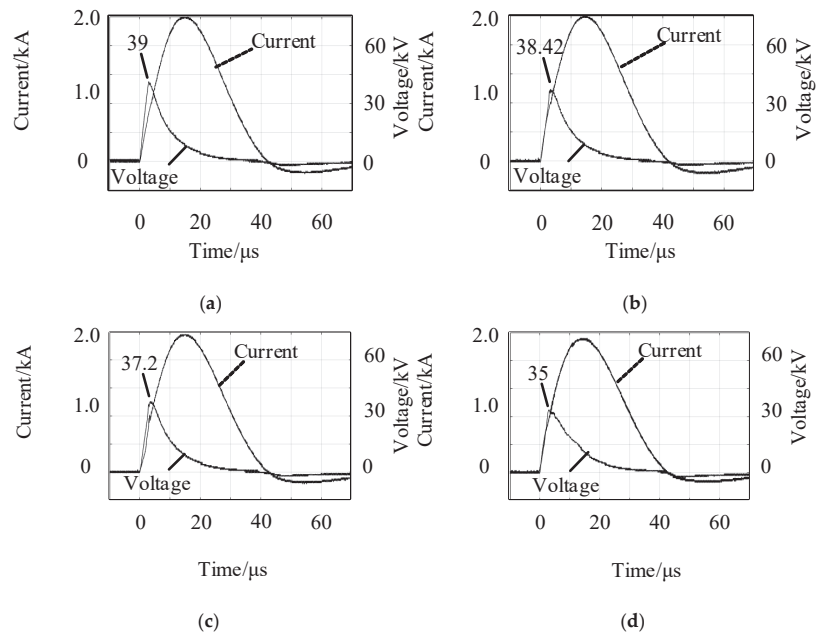 Current/kA
2.0
1.0
0
39
Current
Voltage
60
30
0
Voltage/kV
0 20 40 60
Time/μs
(a)
Current/kA
2.0
1.0
0
38.42
Current
Voltage
60
30
0
Voltage/kV
0 20 40 60
Time/μs
(b)
Current/kA
2.0
1.0
0
37.2
Current
Voltage
60
30
0
Voltage/kV
0 20 40 60
Time/μs
(c)
Current/kA
2.0
1.0
0
35
Current
Voltage
60
30
0
Voltage/kV
0 20 40 60
Time/μs
(d)